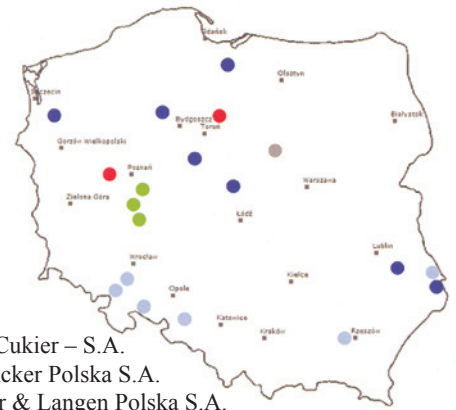 Gdańsk
Olsztyn
Szczecin
Bydgoszcz
Białystok
Toruń
Gorzów Wielkopolski
Poznań
Warszawa
Zielona Góra
Łódź
Lublin
Wrocław
Kielce
Opole
Katowice
Kraków
Rzeszów
Cukier – S.A.
cker Polska S.A.
r & Langen Polska S.A.